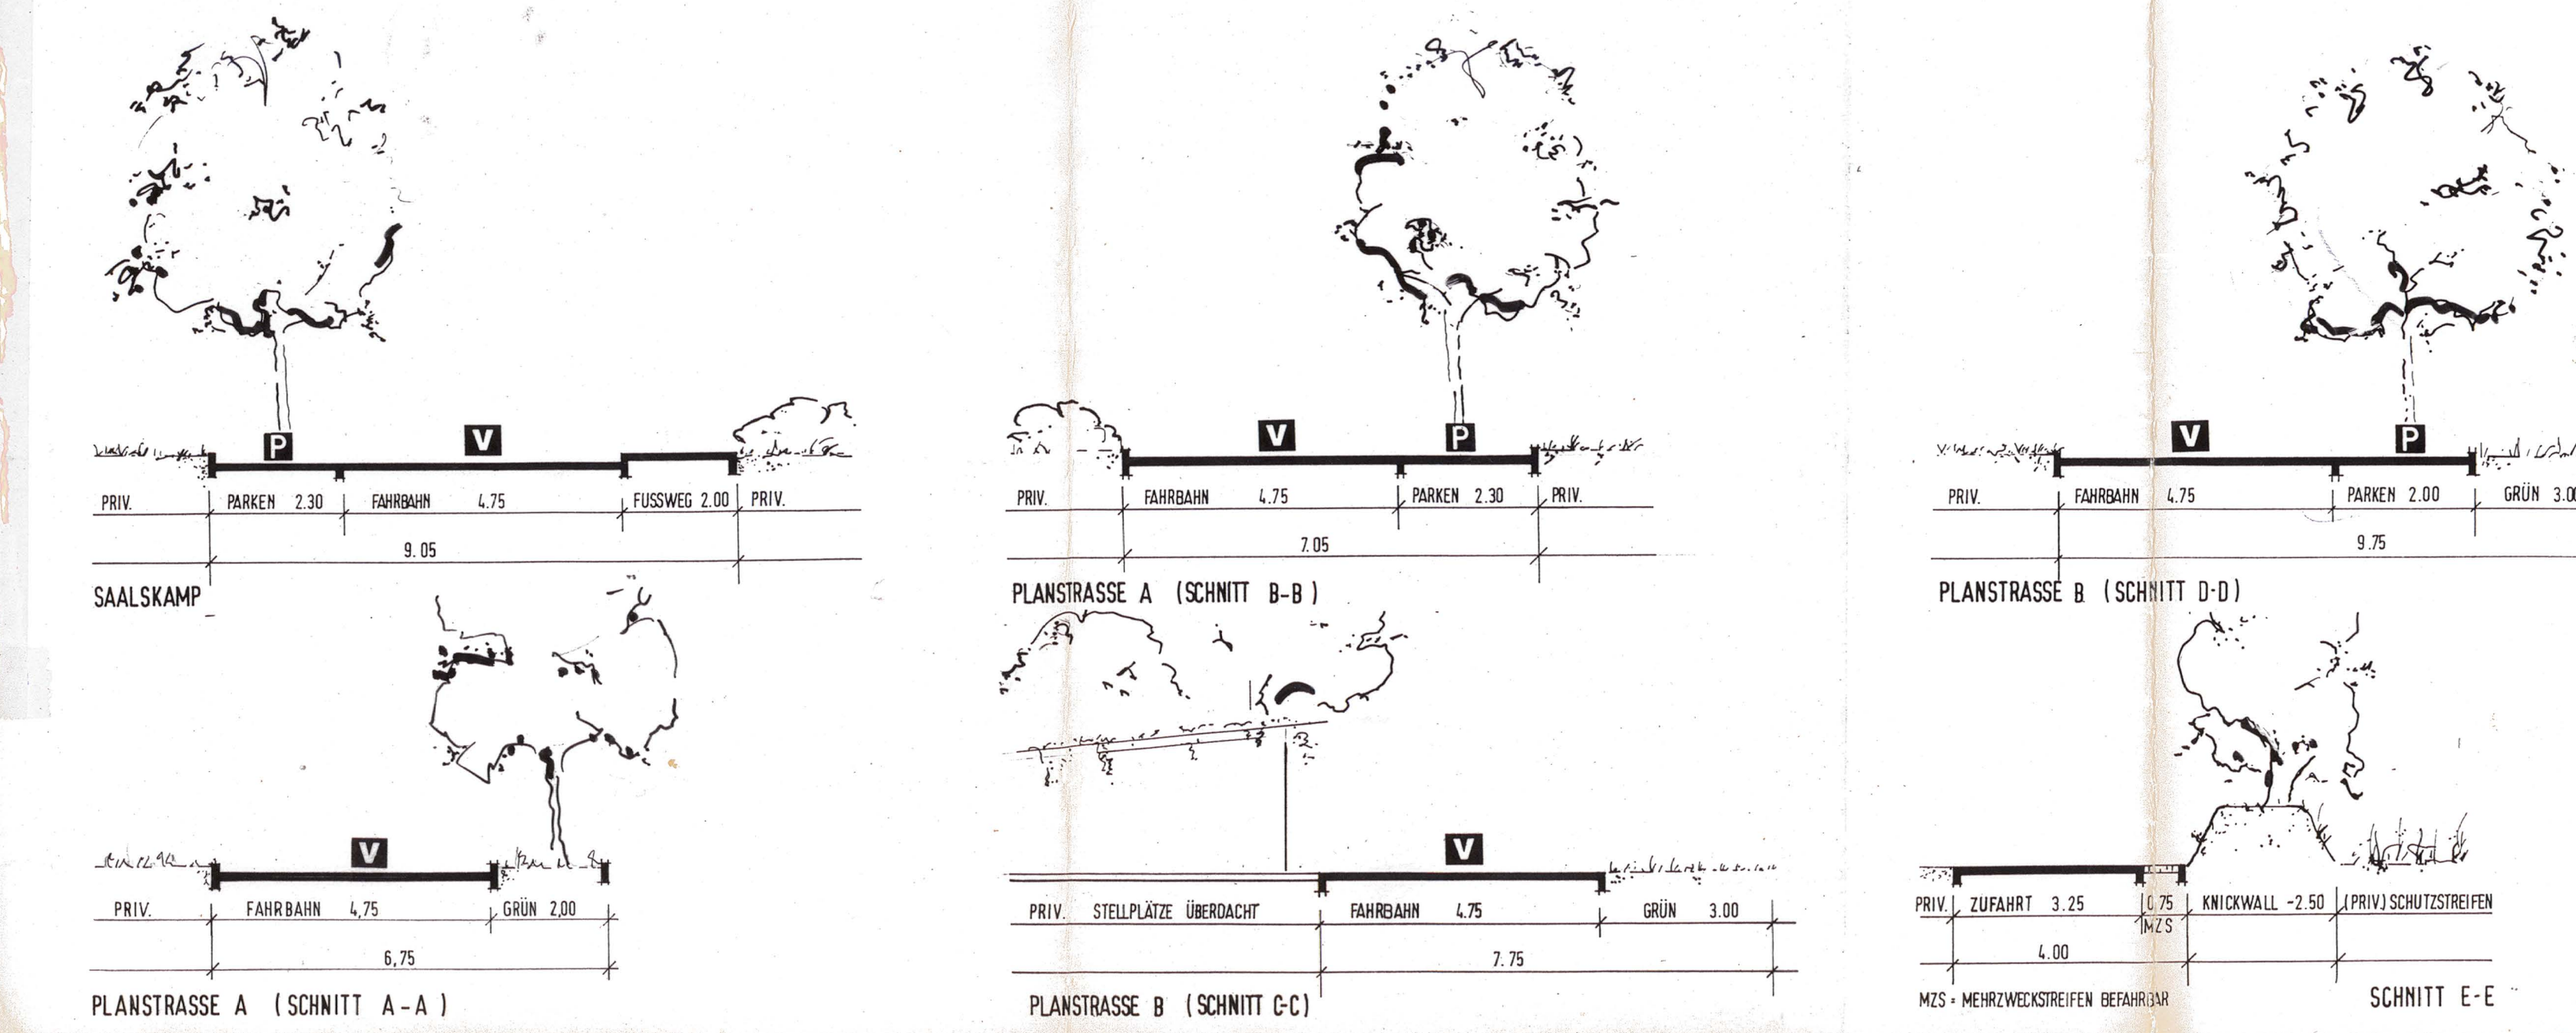 P V
PRIV. PARKEN 2.30 FAHRBAHN 4.75 FUSSWEG 2.00 PRIV.
9.05
SAALSKAMP
V P
PRIV. FAHRBAHN 4.75 PARKEN 2.30 PRIV.
7.05
PLANSTRASSE A (SCHNITT B-B)
V P
PRIV. FAHRBAHN 4.75 PARKEN 2.00 GRÜN
9.75
PLANSTRASSE B (SCHNITT D-D)
V
PRIV. FAHRBAHN 4,75 GRÜN 2,00
6,75
PLANSTRASSE A (SCHNITT A-A)
V
PRIV. STELLPLÄTZE ÜBERDACHT FAHRBAHN 4.75 GRÜN 3.00
7.75
PLANSTRASSE B (SCHNITT C-C)
PRIV. ZUFAHRT 3.25 0,75 KNICKWALL -2.50 (PRIV.) SCHUTZSTREIFEN
MZS
4.00
MZS = MEHRZWECKSTREIFEN BEFAHRBAR
SCHNITT E-E